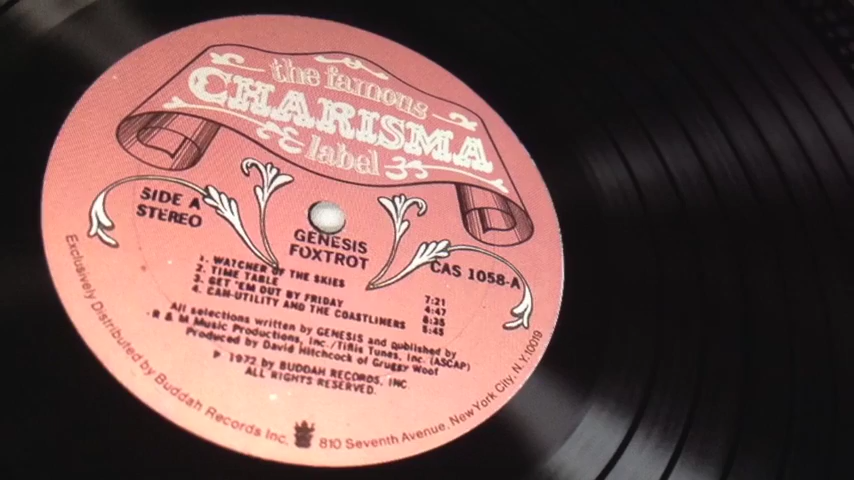 the famous
CHARISMA
label
SIDE A
STEREO
GENESIS
FOXTROT
CAS 1058-A
1. WATCHER OF THE SKIES 7:21
2. TIME TABLE 4:47
3. GET 'EM OUT BY FRIDAY 8:35
4. CAN-UTILITY AND THE COASTLINERS 5:45
All selections written by GENESIS and published by
R & M Music Productions, Inc./Tiflis Tunes, Inc. (ASCAP)
Produced by David Hitchcock of Gruggy Woof
℗ 1972 by BUDDAH RECORDS, INC.
ALL RIGHTS RESERVED.
Exclusively Distributed by Buddah Records Inc. 810 Seventh Avenue, New York City, N.Y. 10019